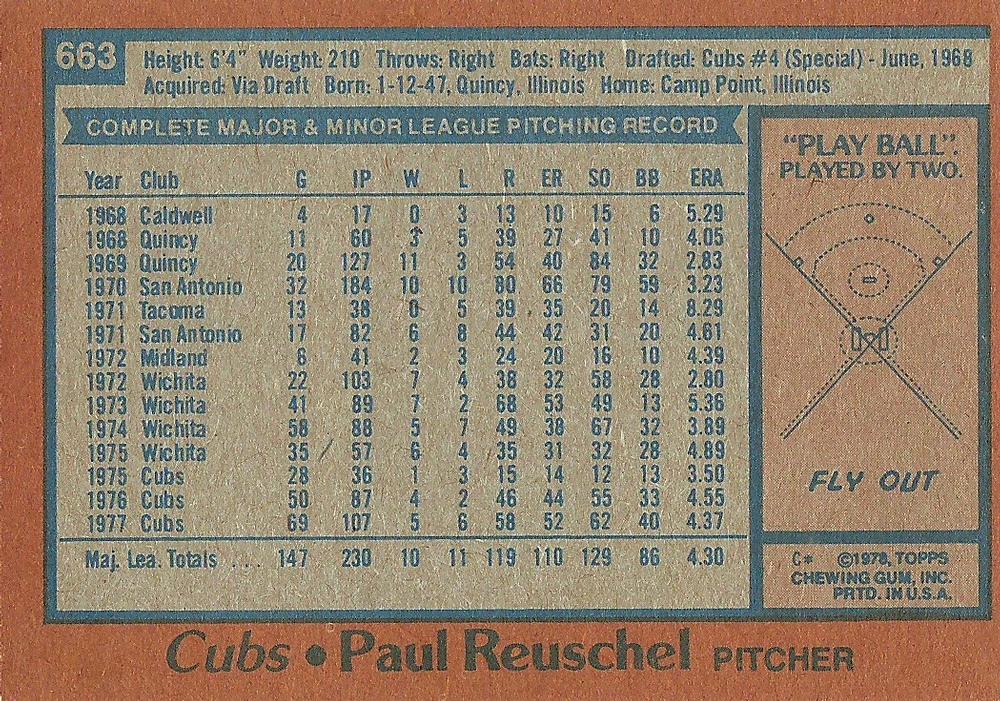 663
Height: 6'4" Weight: 210 Throws: Right Bats: Right Drafted: Cubs #4 (Special) - June, 1968
Acquired: Via Draft Born: 1-12-47, Quincy, Illinois Home: Camp Point, Illinois
COMPLETE MAJOR & MINOR LEAGUE PITCHING RECORD
Year Club G IP W L R ER SO BB ERA
1968 Caldwell 4 17 0 3 13 10 15 6 5.29
1968 Quincy 11 60 3 5 39 27 41 10 4.05
1969 Quincy 20 127 11 3 54 40 84 32 2.83
1970 San Antonio 32 184 10 10 80 66 79 59 3.23
1971 Tacoma 13 38 0 5 39 35 20 14 8.29
1971 San Antonio 17 82 6 8 44 42 31 20 4.61
1972 Midland 6 41 2 3 24 20 16 10 4.39
1972 Wichita 22 103 7 4 38 32 58 28 2.80
1973 Wichita 41 89 7 2 68 53 49 13 5.36
1974 Wichita 58 88 5 7 49 38 67 32 3.89
1975 Wichita 35 57 6 4 35 31 32 28 4.89
1975 Cubs 28 36 1 3 15 14 12 13 3.50
1976 Cubs 50 87 4 2 46 44 55 33 4.55
1977 Cubs 69 107 5 6 58 52 62 40 4.37
Maj. Lea. Totals . . . 147 230 10 11 119 110 129 86 4.30
"PLAY BALL".
PLAYED BY TWO.
FLY OUT
C* ©1978, TOPPS
CHEWING GUM, INC.
PRTD. IN U.S.A.
Cubs • Paul Reuschel PITCHER